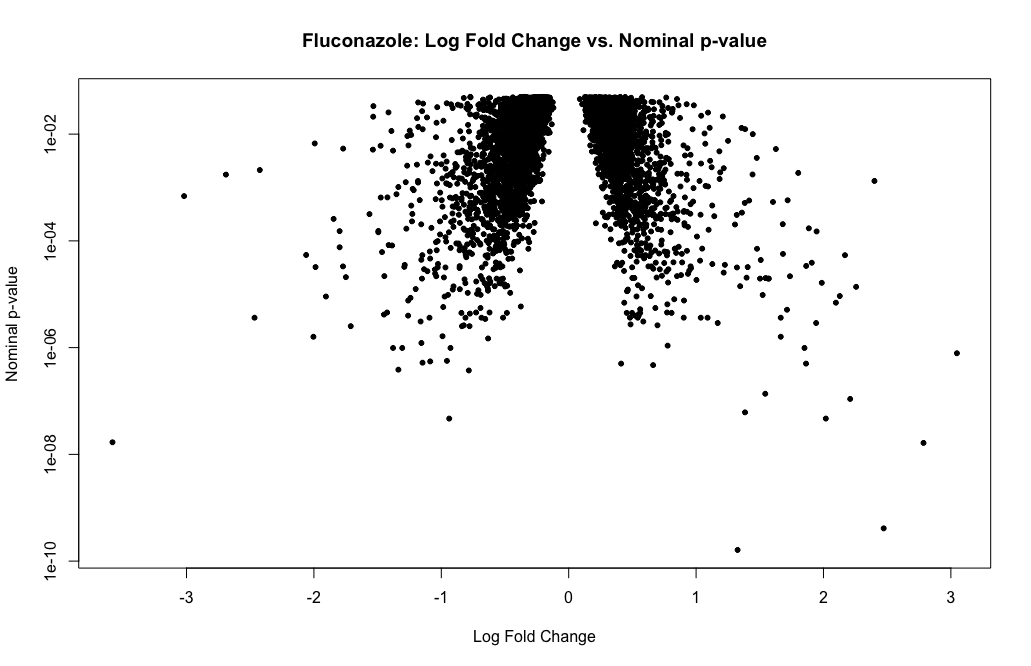 Fluconazole: Log Fold Change vs. Nominal p-value
Nominal p-value
1e-02
1e-04
1e-06
1e-08
1e-10
-3 -2 -1 0 1 2 3
Log Fold Change